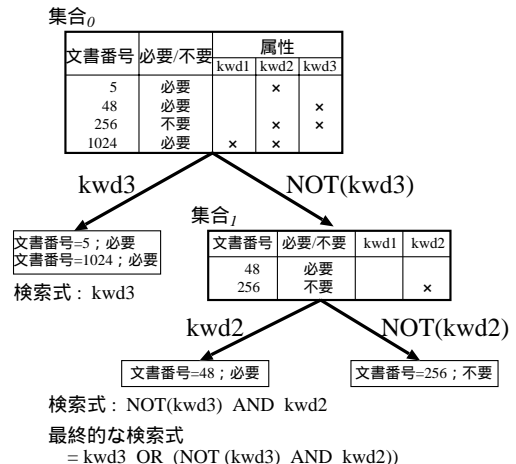 集合0
文書番号 必要/不要 属性
kwd1 kwd2 kwd3
5 必要 ×
48 必要 ×
256 不要 × ×
1024 必要 × ×
kwd3 NOT(kwd3)
文書番号=5；必要
文書番号=1024；必要
検索式：kwd3
集合1
文書番号 必要/不要 kwd1 kwd2
48 必要
256 不要 ×
kwd2 NOT(kwd2)
文書番号=48；必要 文書番号=256；不要
検索式：NOT(kwd3) AND kwd2
最終的な検索式
= kwd3 OR (NOT (kwd3) AND kwd2))